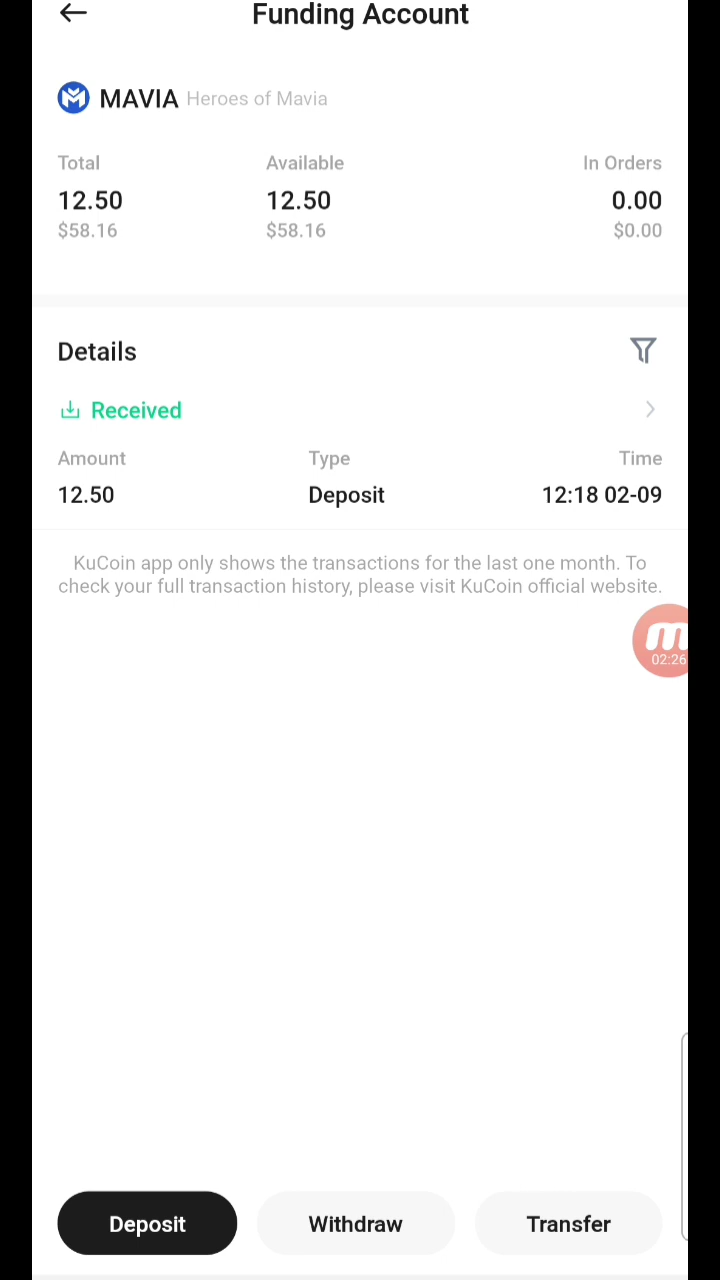 Funding Account
MAVIA Heroes of Mavia
Total Available In Orders
12.50 12.50 0.00
$58.16 $58.16 $0.00
Details
Received
Amount Type Time
12.50 Deposit 12:18 02-09
KuCoin app only shows the transactions for the last one month. To
check your full transaction history, please visit KuCoin official website.
02:26
Deposit Withdraw Transfer